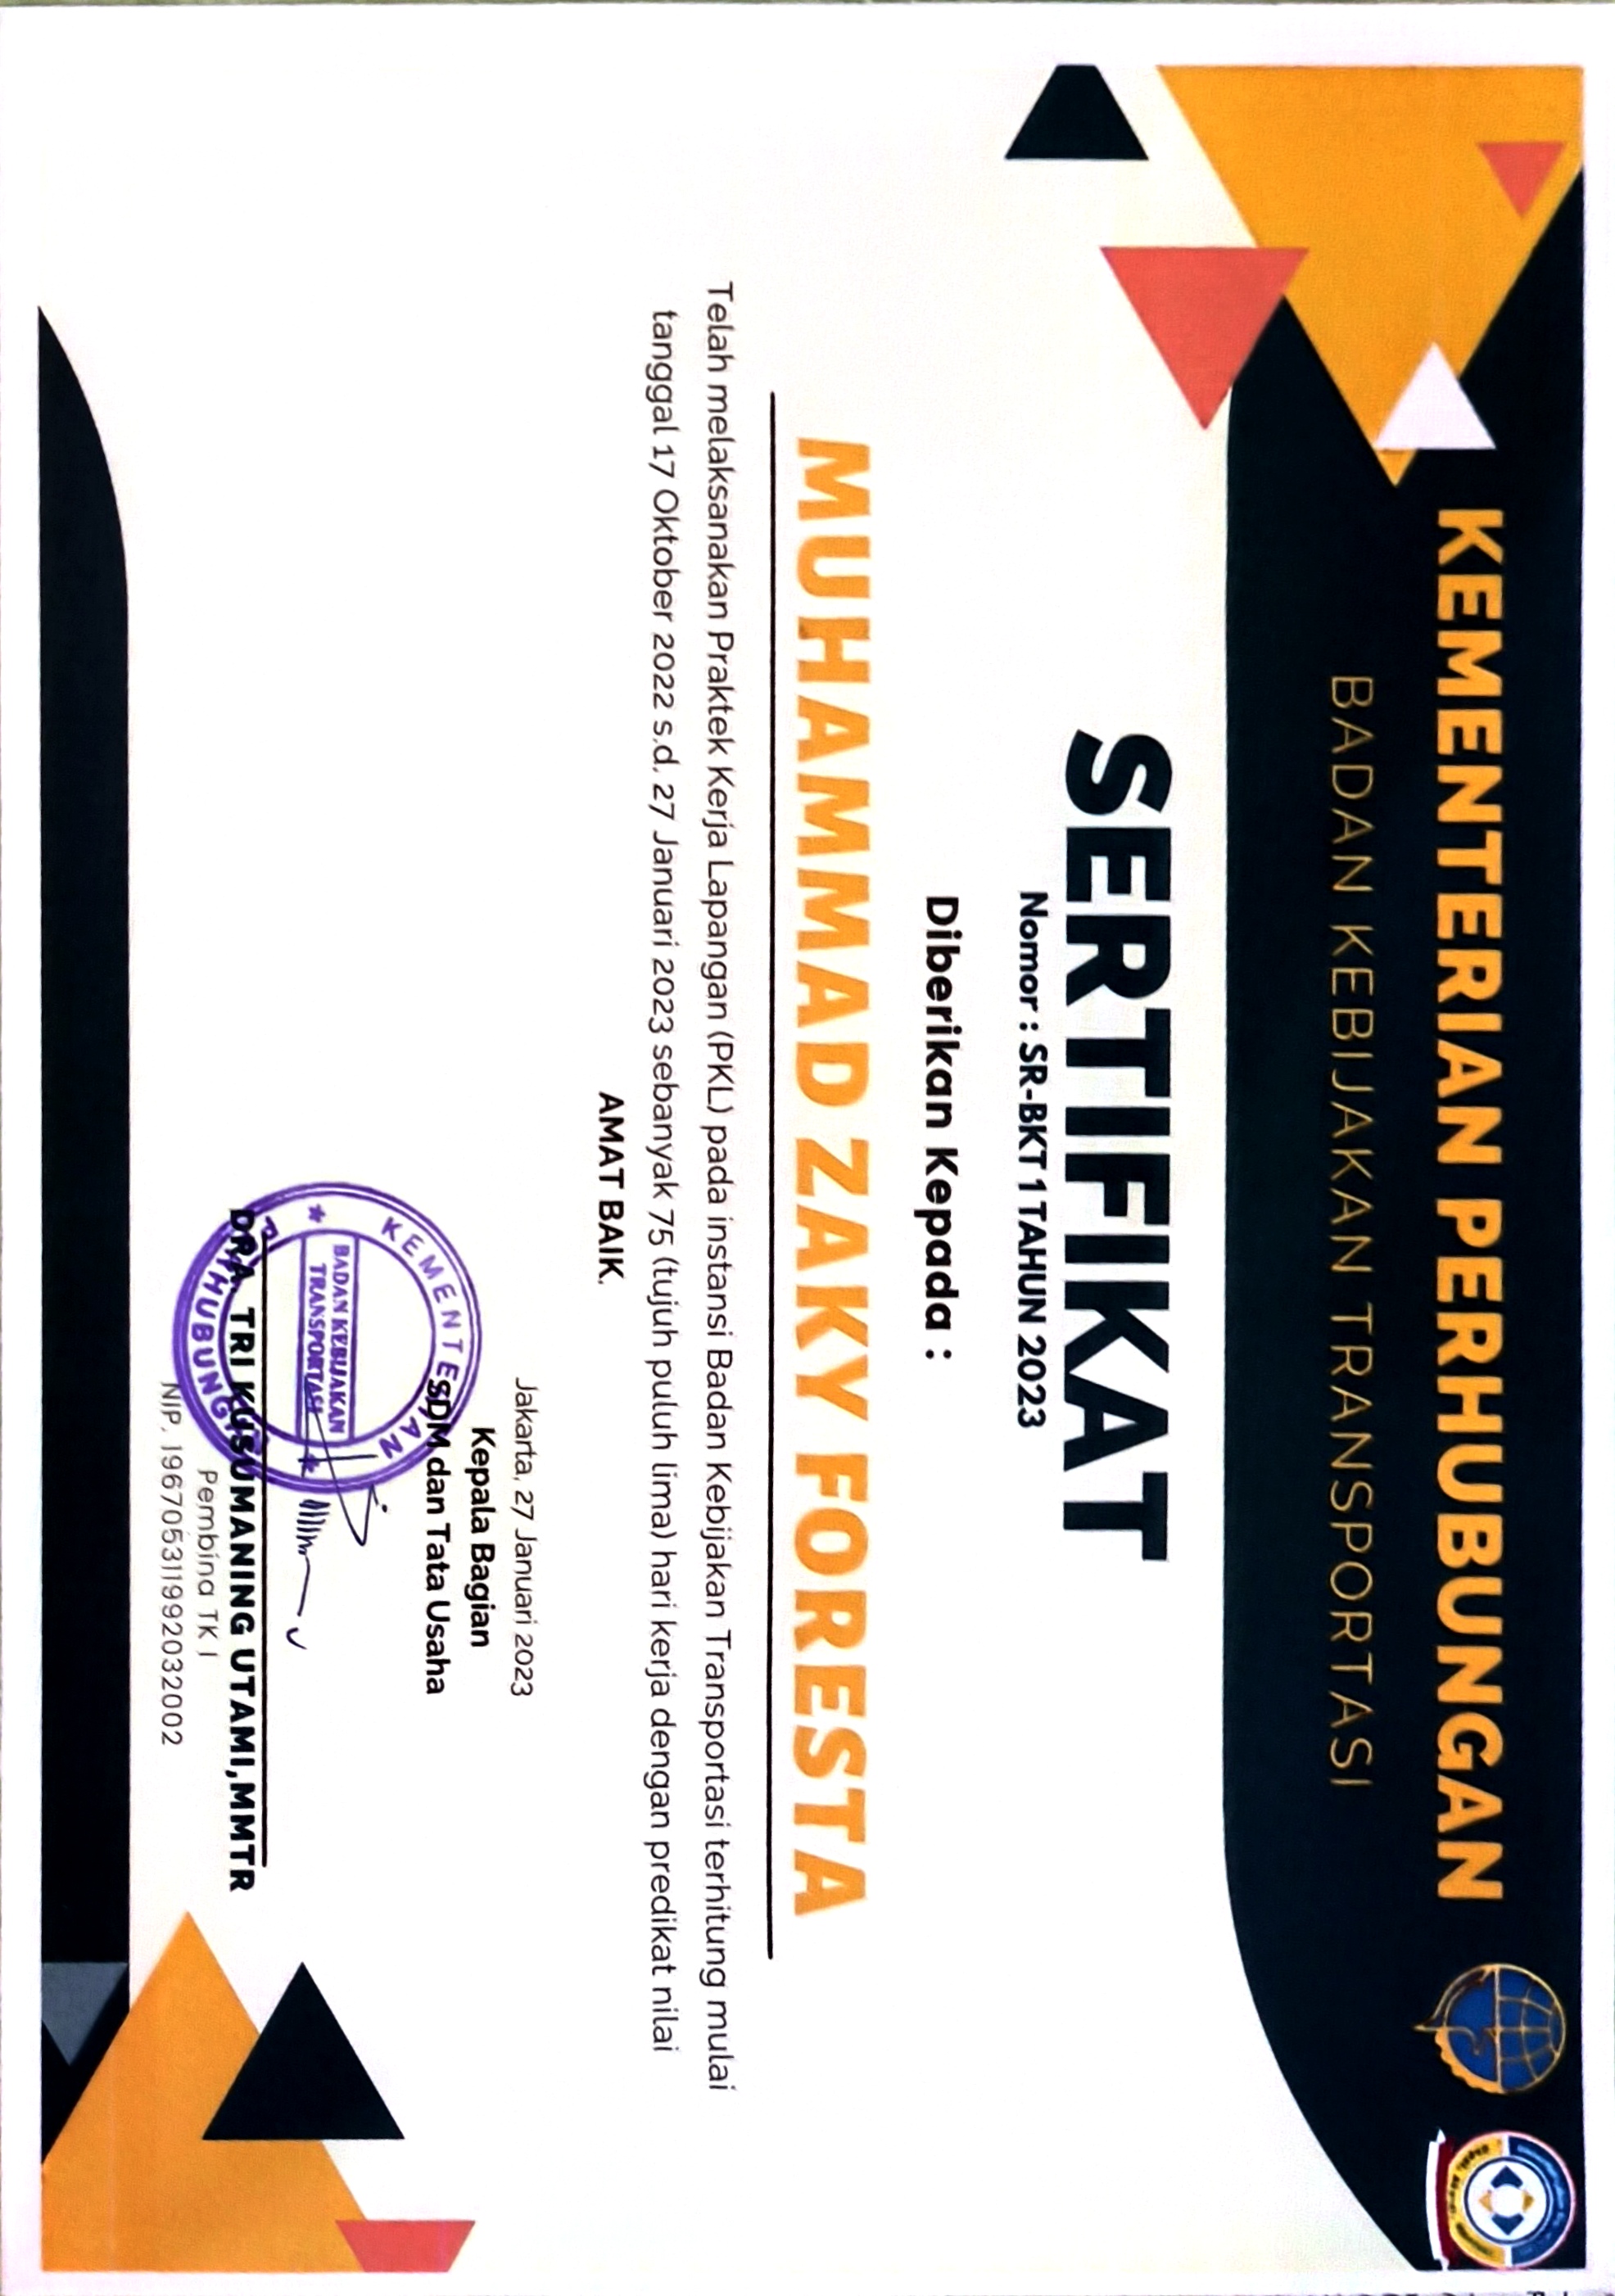 KEMENTERIAN PERHUBUNGAN
BADAN KEBIJAKAN TRANSPORTASI
SERTIFIKAT
Nomor : SR-BKT 1 TAHUN 2023
Diberikan Kepada :
MUHAMMAD ZAKY FORESTA
Telah melaksanakan Praktek Kerja Lapangan (PKL) pada instansi Badan Kebijakan Transportasi terhitung mulai
tanggal 17 Oktober 2022 s.d. 27 Januari 2023 sebanyak 75 (tujuh puluh lima) hari kerja dengan predikat nilai
AMAT BAIK.
Jakarta, 27 Januari 2023
Kepala Bagian
SDM dan Tata Usaha
KEMENTERIAN
BADAN KEBIJAKAN
TRANSPORTASI
PERHUBUNGAN
DRA. TRI KUSUMANING UTAMI,MMTR
Pembina TK I
NIP. 196705311992032002